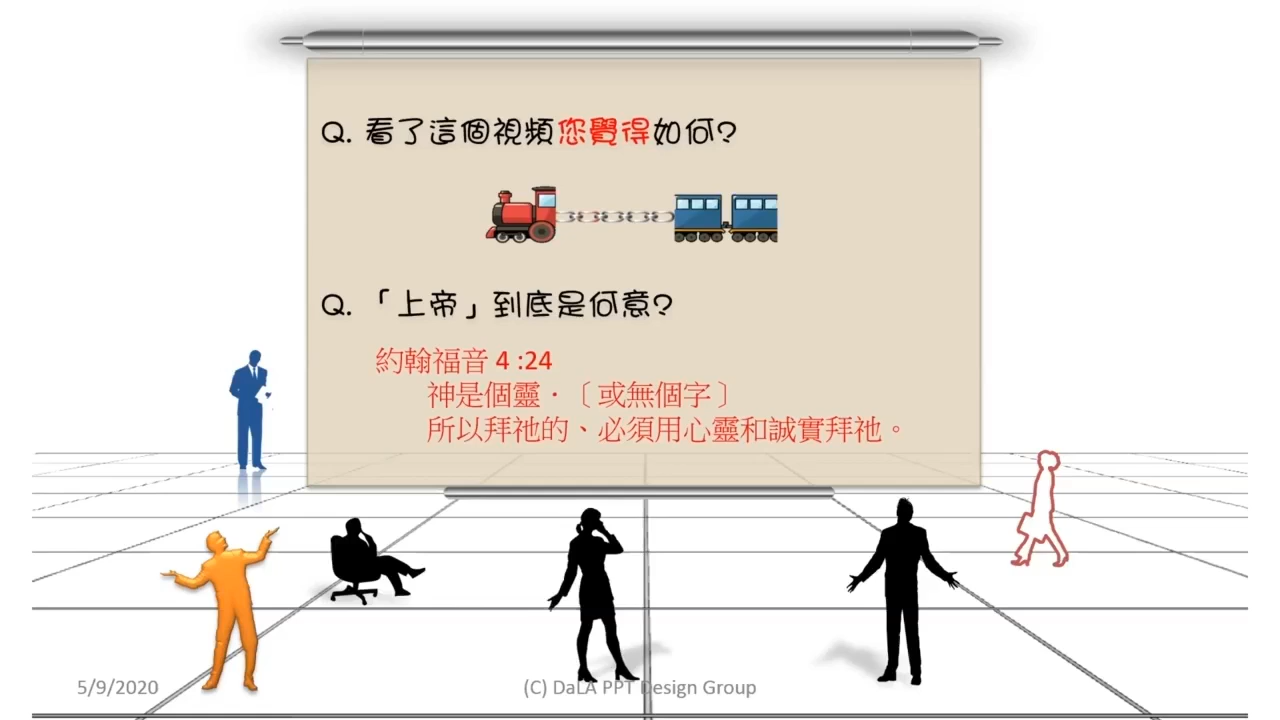 Q. 看了這個視頻您覺得如何?
Q. 「上帝」到底是何意?
約翰福音 4 :24
神是個靈．〔或無個字〕
所以拜祂的、必須用心靈和誠實拜祂。
5/9/2020
(C) DaLA PPT Design Group